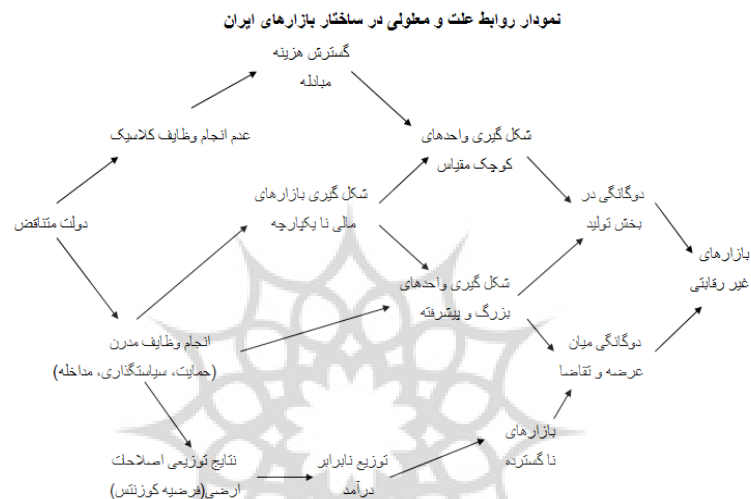 نمودار روابط علت و معلولی در ساختار بازارهای ایران
گسترش هزینه
مبادله
عدم انجام وظایف کلاسیک
شکل گیری واحدهای
کوچک مقیاس
شکل گیری بازارهای
مالی نا یکپارچه
دوگانگی در
بخش تولید
دولت متناقض
بازارهای
غیر رقابتی
شکل گیری واحدهای
بزرگ و پیشرفته
انجام وظایف مدرن
(حمایت، سیاستگذاری، مداخله)
دوگانگی میان
عرضه و تقاضا
بازارهای
نا گسترده
نتایج توزیعی اصلاحات
ارضی(فرضیه کوزنتس)
توزیع نابرابر
درآمد